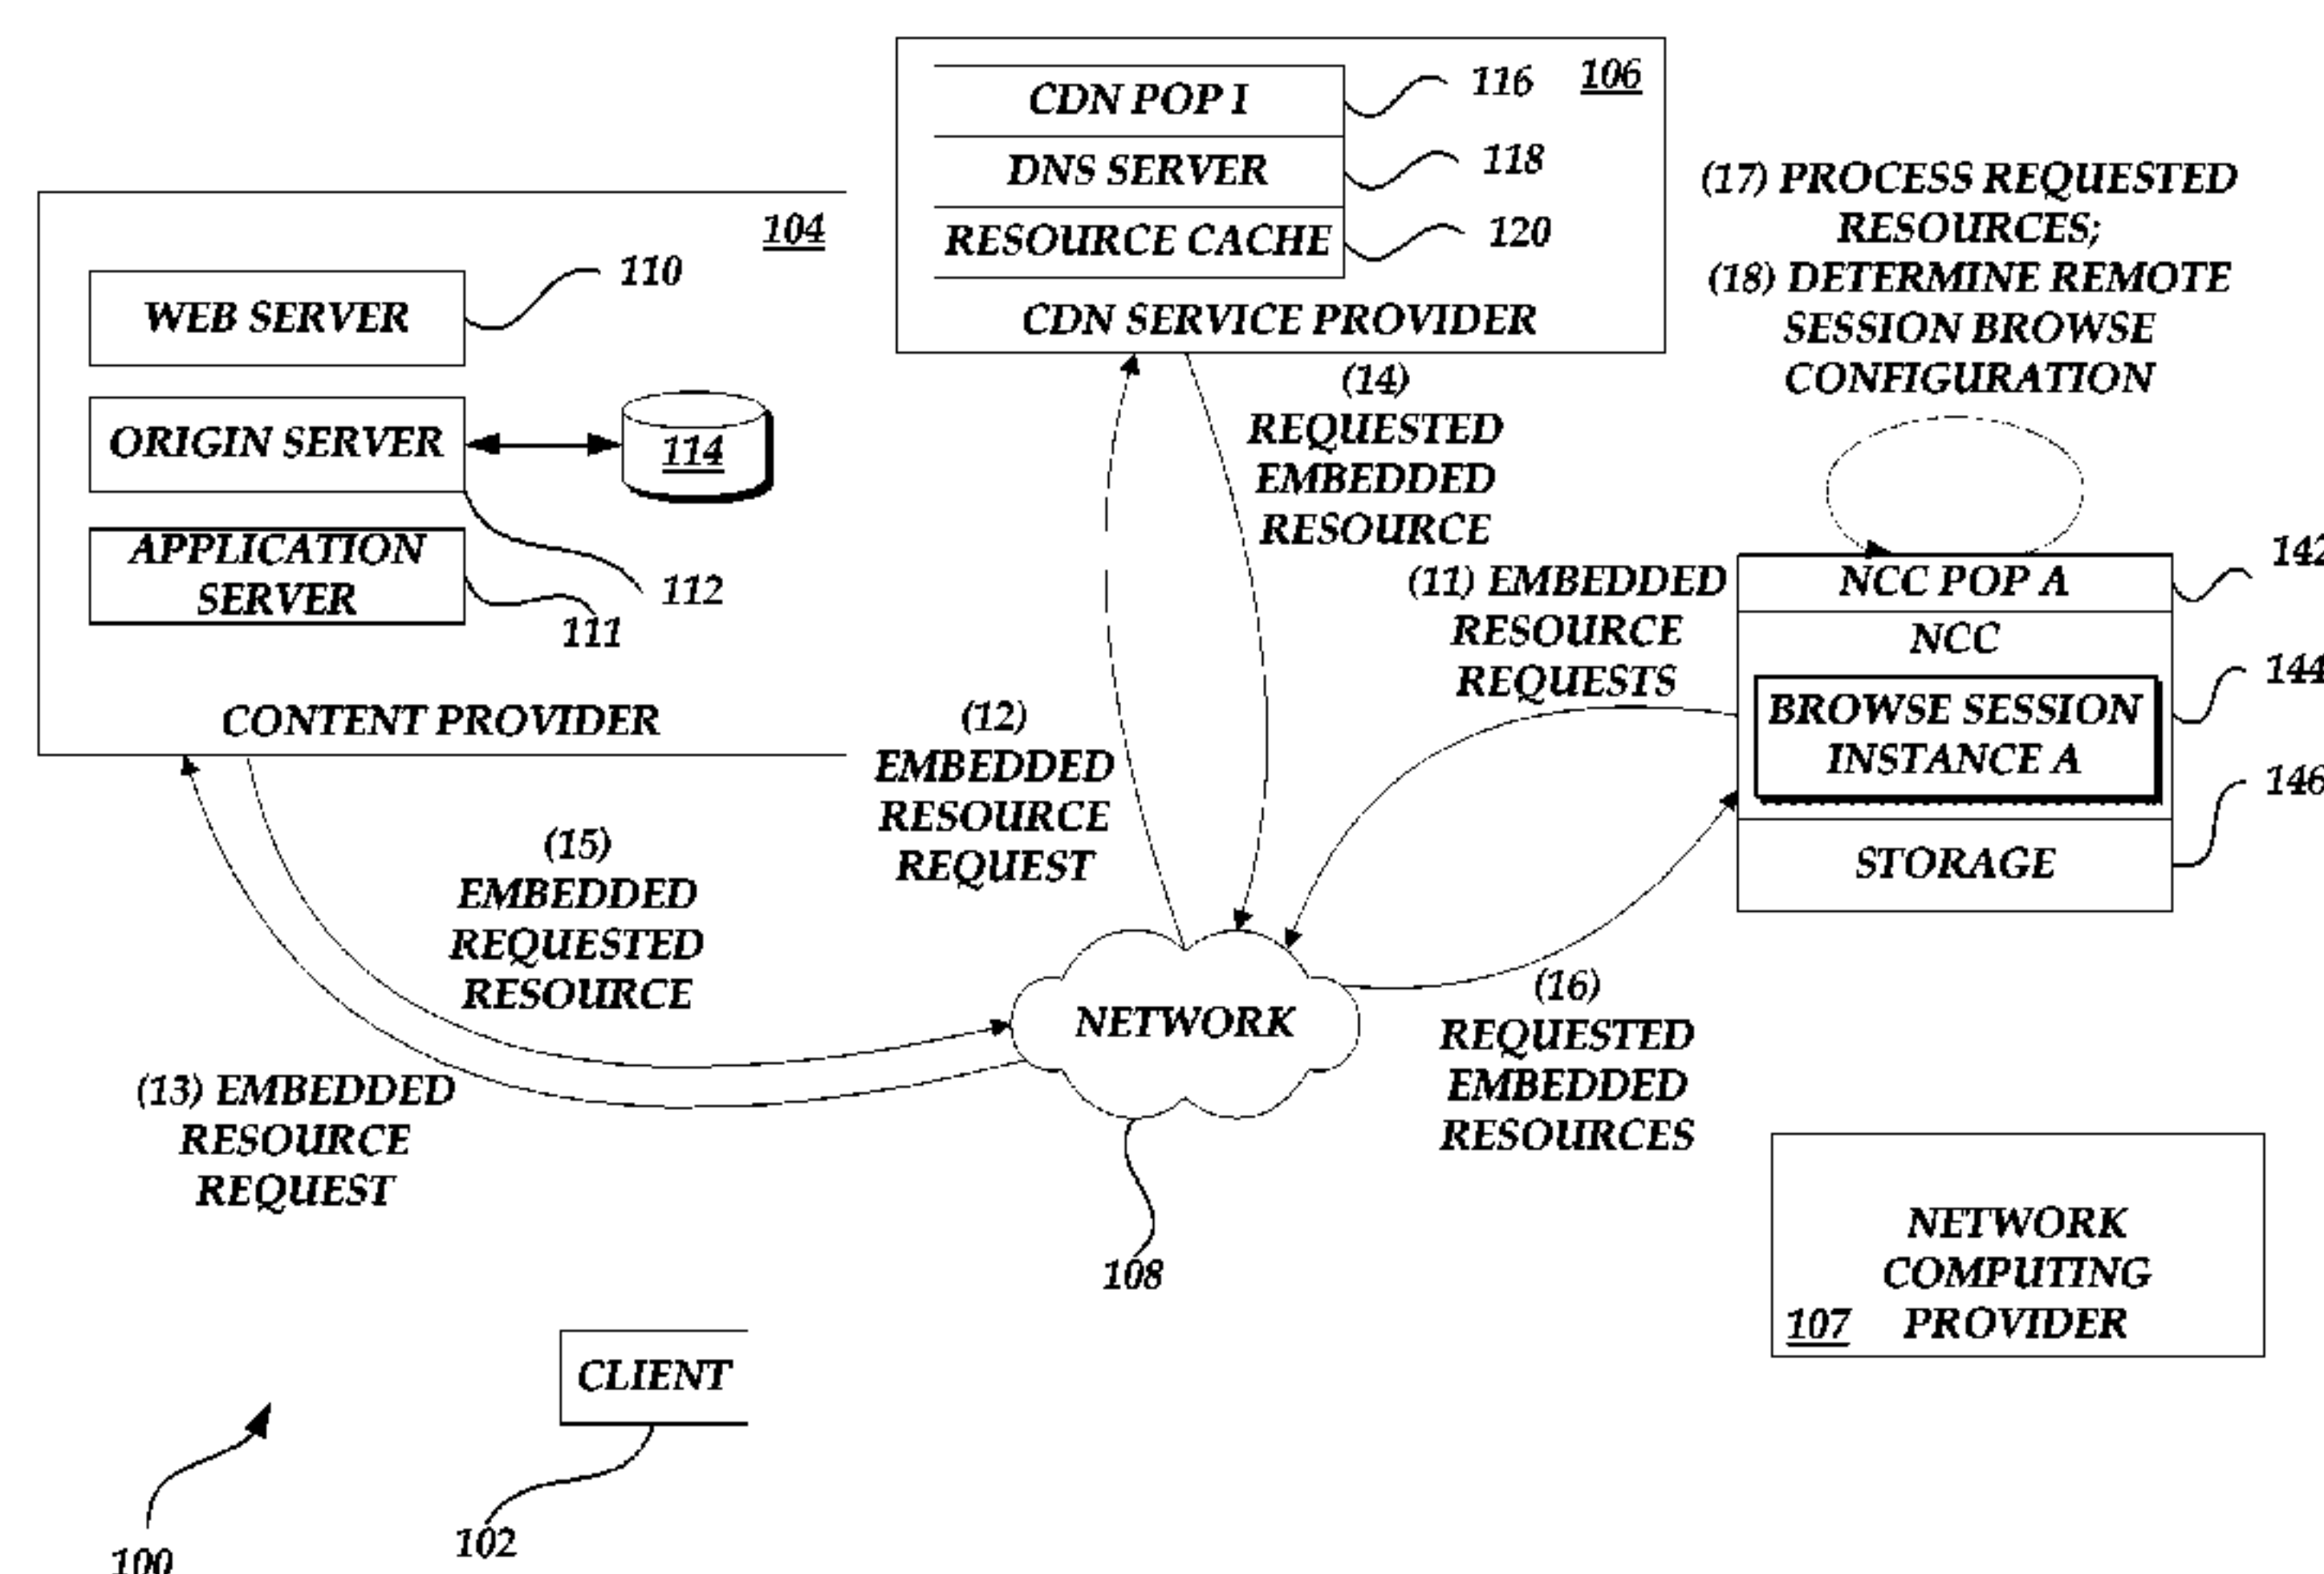 CDN POP I
116
106
DNS SERVER
118
RESOURCE CACHE
120
CDN SERVICE PROVIDER
104
WEB SERVER
110
ORIGIN SERVER
114
APPLICATION
SERVER
112
111
CONTENT PROVIDER
(17) PROCESS REQUESTED
RESOURCES;
(18) DETERMINE REMOTE
SESSION BROWSE
CONFIGURATION
(14)
REQUESTED
EMBEDDED
RESOURCE
(11) EMBEDDED
RESOURCE
REQUESTS
NCC POP A
142
NCC
144
BROWSE SESSION
INSTANCE A
146
STORAGE
(12)
EMBEDDED
RESOURCE
REQUEST
(15)
EMBEDDED
REQUESTED
RESOURCE
(13) EMBEDDED
RESOURCE
REQUEST
NETWORK
108
(16)
REQUESTED
EMBEDDED
RESOURCES
NETWORK
COMPUTING
PROVIDER
107
CLIENT
102
100